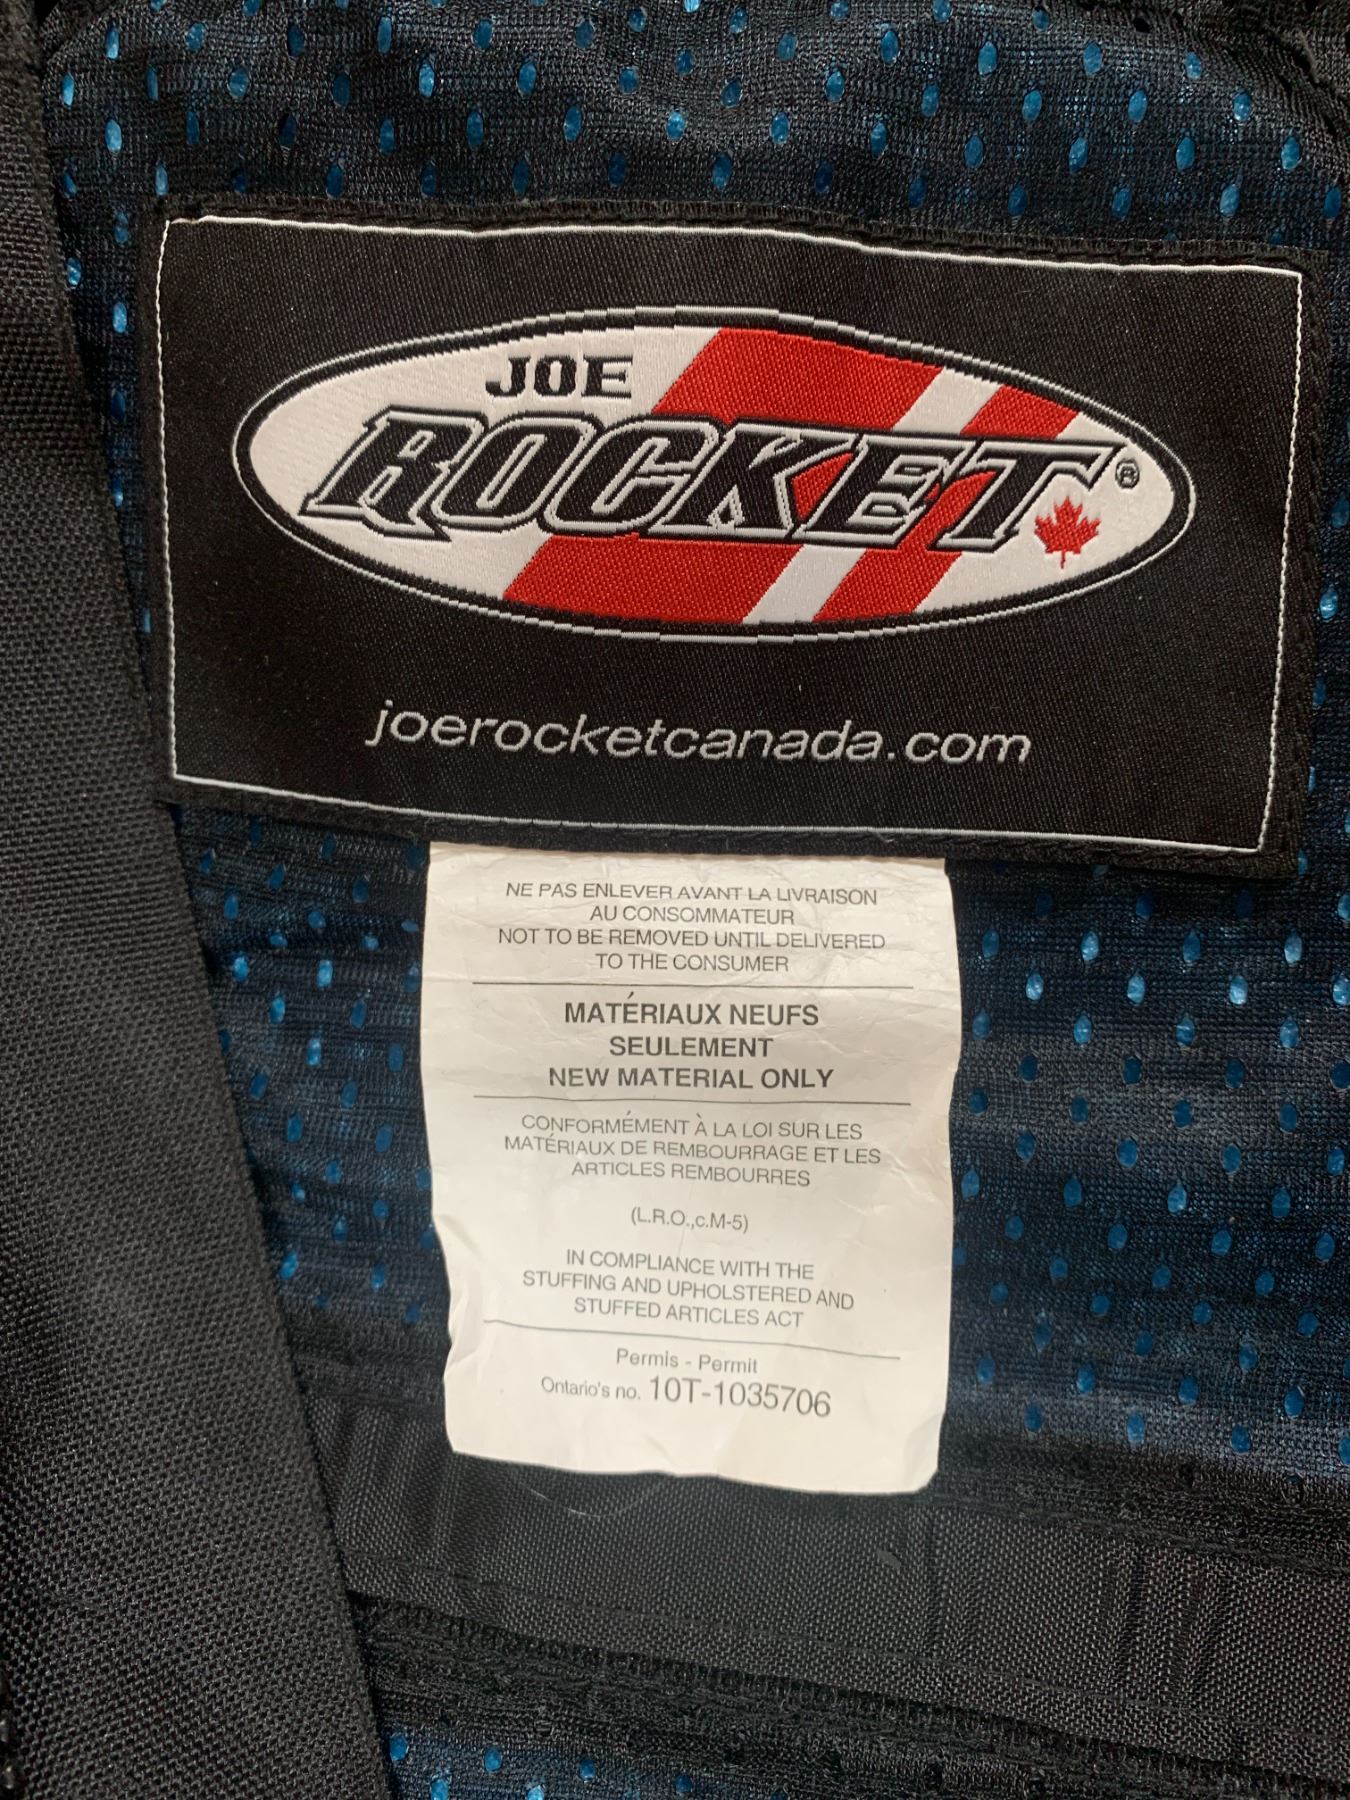 JOE
ROCKET®
joerocketcanada.com
NE PAS ENLEVER AVANT LA LIVRAISON
AU CONSOMMATEUR
NOT TO BE REMOVED UNTIL DELIVERED
TO THE CONSUMER
MATÉRIAUX NEUFS
SEULEMENT
NEW MATERIAL ONLY
CONFORMÉMENT À LA LOI SUR LES
MATÉRIAUX DE REMBOURRAGE ET LES
ARTICLES REMBOURRES
(L.R.O.,c.M-5)
IN COMPLIANCE WITH THE
STUFFING AND UPHOLSTERED AND
STUFFED ARTICLES ACT
Permis - Permit
Ontario's no. 10T-1035706